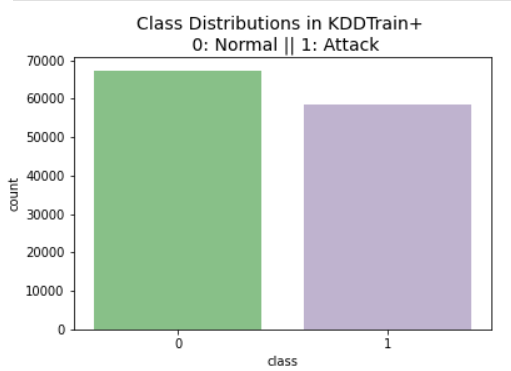 Class Distributions in KDDTrain+
0: Normal || 1: Attack
70000
60000
50000
40000
30000
20000
10000
0
count
0 1
class